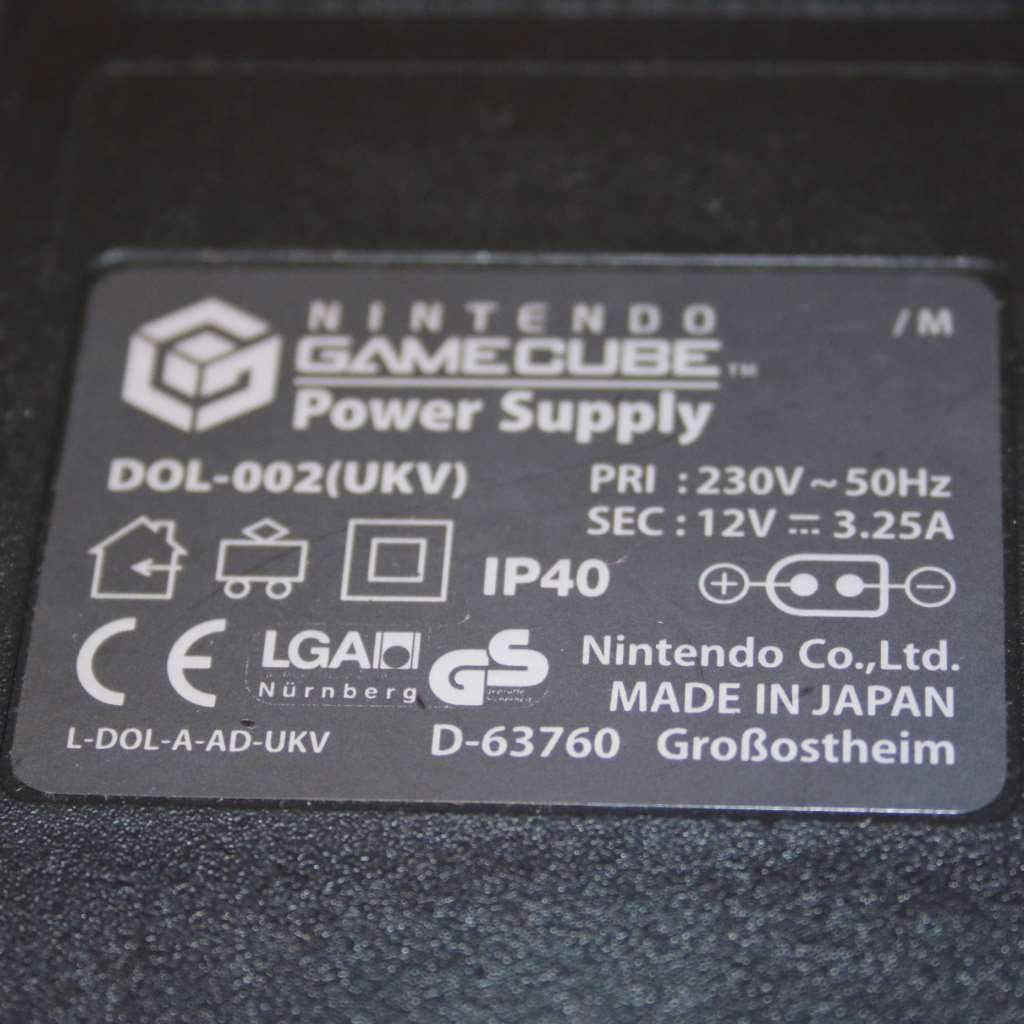 NINTENDO
GAMECUBE™
Power Supply
/M
DOL-002(UKV)
PRI : 230V ~ 50Hz
SEC : 12V ⎓ 3.25A
IP40
+ −
CE
LGA
Nürnberg
GS
Nintendo Co.,Ltd.
MADE IN JAPAN
L-DOL-A-AD-UKV
D-63760 Großostheim